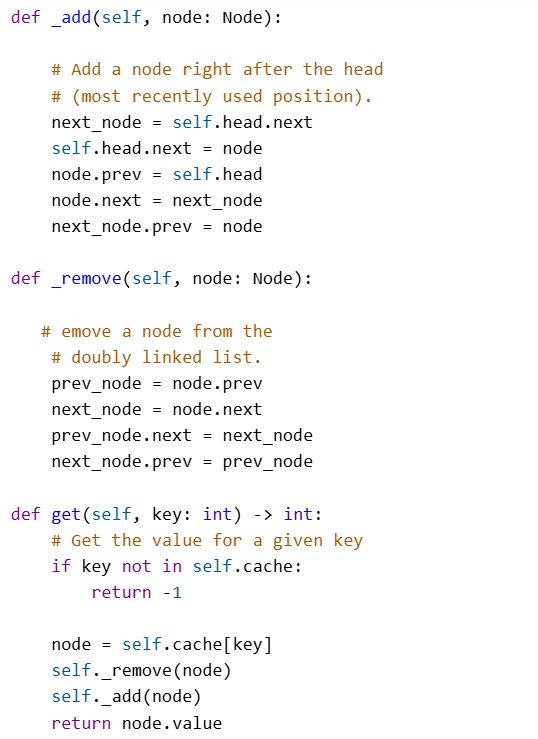 def _add(self, node: Node):

    # Add a node right after the head
    # (most recently used position).
    next_node = self.head.next
    self.head.next = node
    node.prev = self.head
    node.next = next_node
    next_node.prev = node

def _remove(self, node: Node):

   # emove a node from the
    # doubly linked list.
    prev_node = node.prev
    next_node = node.next
    prev_node.next = next_node
    next_node.prev = prev_node

def get(self, key: int) -> int:
    # Get the value for a given key
    if key not in self.cache:
        return -1

    node = self.cache[key]
    self._remove(node)
    self._add(node)
    return node.value